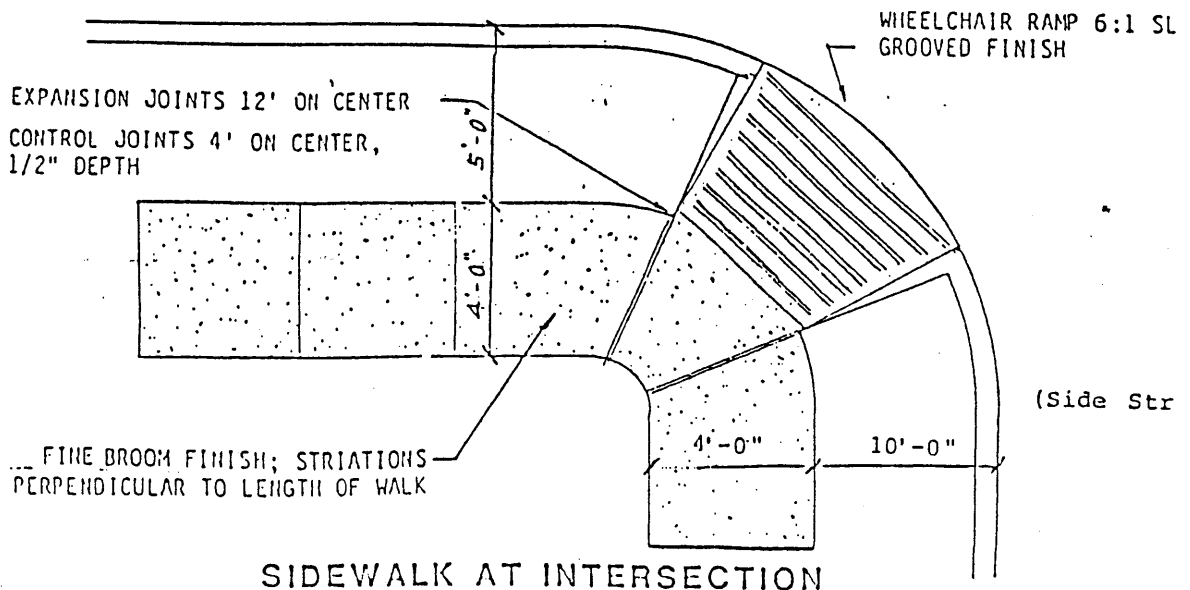 WHEELCHAIR RAMP 6:1 SL
GROOVED FINISH
EXPANSION JOINTS 12' ON CENTER
CONTROL JOINTS 4' ON CENTER,
1/2" DEPTH
5'-0"
4'-0"
(Side Str
4'-0"
10'-0"
FINE BROOM FINISH; STRIATIONS
PERPENDICULAR TO LENGTH OF WALK
SIDEWALK AT INTERSECTION